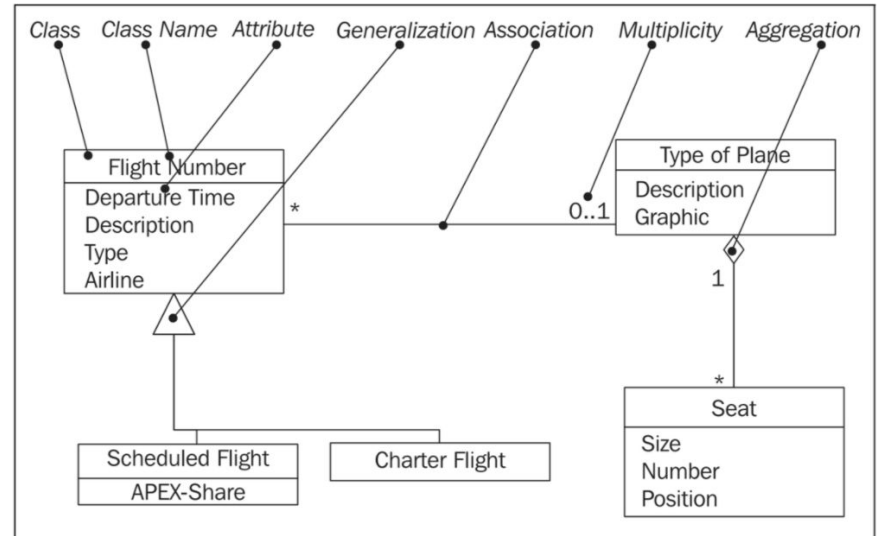 Class Class Name Attribute Generalization Association Multiplicity Aggregation
Flight Number
Departure Time
Description
Type
Airline
*
0..1
Type of Plane
Description
Graphic
1
*
Seat
Size
Number
Position
Scheduled Flight
APEX-Share
Charter Flight